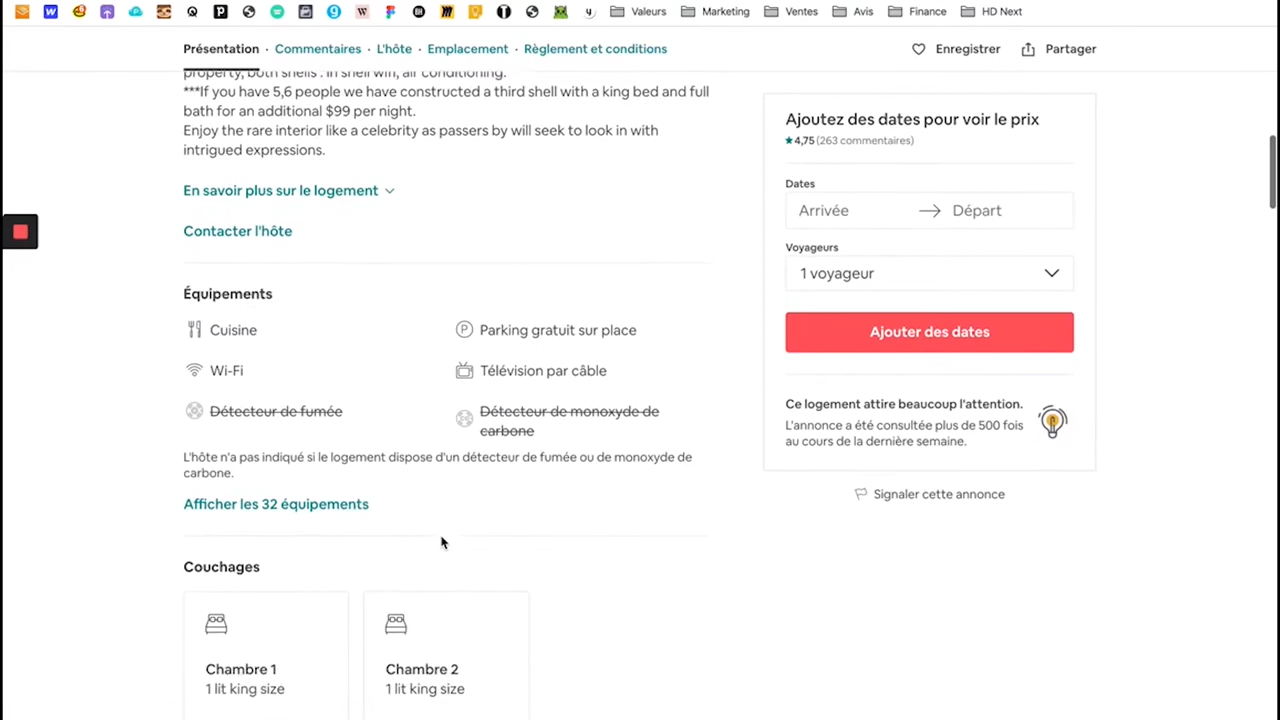 Valeurs
Marketing
Ventes
Avis
Finance
HD Next
Présentation · Commentaires · L'hôte · Emplacement · Règlement et conditions
Enregistrer
Partager
property, both shells . In shell wifi, air conditioning.
***If you have 5,6 people we have constructed a third shell with a king bed and full
bath for an additional $99 per night.
Enjoy the rare interior like a celebrity as passers by will seek to look in with
intrigued expressions.
En savoir plus sur le logement
Contacter l'hôte
Équipements
Cuisine
Parking gratuit sur place
Wi-Fi
Télévision par câble
Détecteur de fumée
Détecteur de monoxyde de
carbone
L'hôte n'a pas indiqué si le logement dispose d'un détecteur de fumée ou de monoxyde de
carbone.
Afficher les 32 équipements
Couchages
Chambre 1
1 lit king size
Chambre 2
1 lit king size
Ajoutez des dates pour voir le prix
4,75 (263 commentaires)
Dates
Arrivée
Départ
Voyageurs
1 voyageur
Ajouter des dates
Ce logement attire beaucoup l'attention.
L'annonce a été consultée plus de 500 fois
au cours de la dernière semaine.
Signaler cette annonce